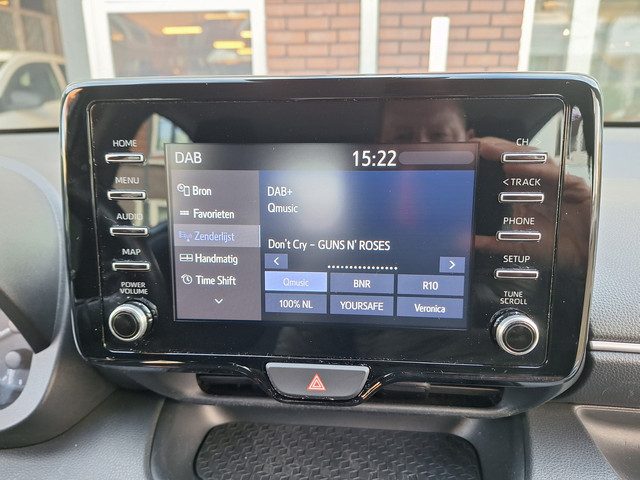 HOME
MENU
AUDIO
MAP
POWER
VOLUME
DAB
15:22
Bron
Favorieten
Zenderlijst
Handmatig
Time Shift
DAB+
Qmusic
Don't Cry – GUNS N' ROSES
< >
Qmusic BNR R10
100% NL YOURSAFE Veronica
CH
< TRACK
PHONE
SETUP
TUNE
SCROLL